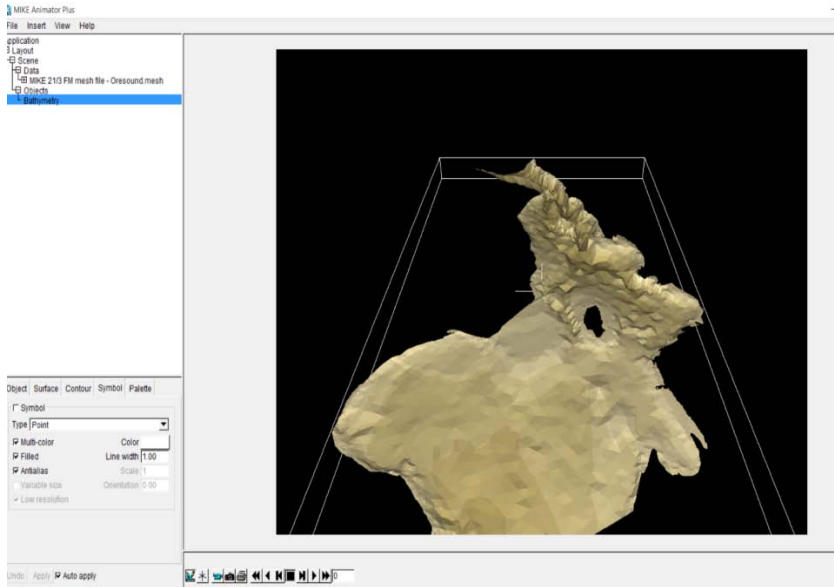 MIKE Animator Plus
File Insert View Help
Application
Layout
Scene
Data
MIKE 21/3 FM mesh file - Oresound.mesh
Objects
Bathymetry
Object Surface Contour Symbol Palette
Symbol
Type Point
Multi-color Color
Filled Line width 1.00
Antialias Scale 1
Variable size Orientation 0.00
Low resolution
Undo Apply Auto apply
0